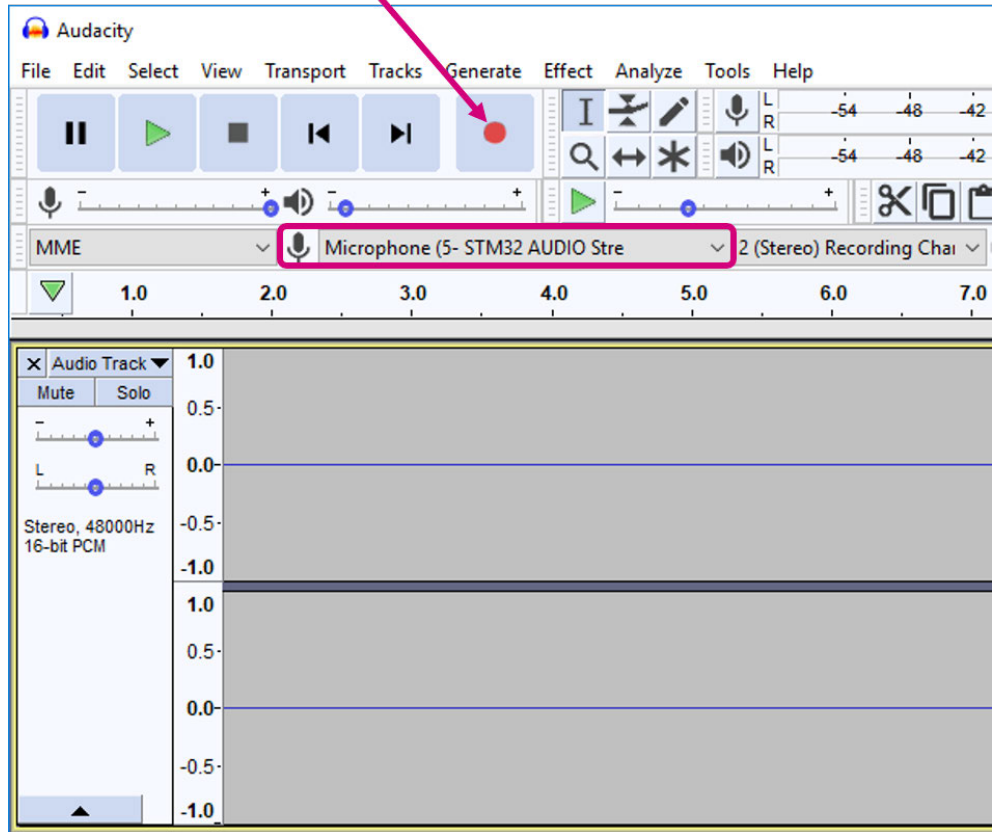 Audacity
File Edit Select View Transport Tracks Generate Effect Analyze Tools Help
L
R
-54 -48 -42
L
R
-54 -48 -42
- + - + - +
MME Microphone (5- STM32 AUDIO Stre 2 (Stereo) Recording Chai
1.0 2.0 3.0 4.0 5.0 6.0 7.0
X Audio Track 1.0
Mute Solo
0.5
- +
L R 0.0
Stereo, 48000Hz -0.5
16-bit PCM
-1.0
1.0
0.5
0.0
-0.5
-1.0